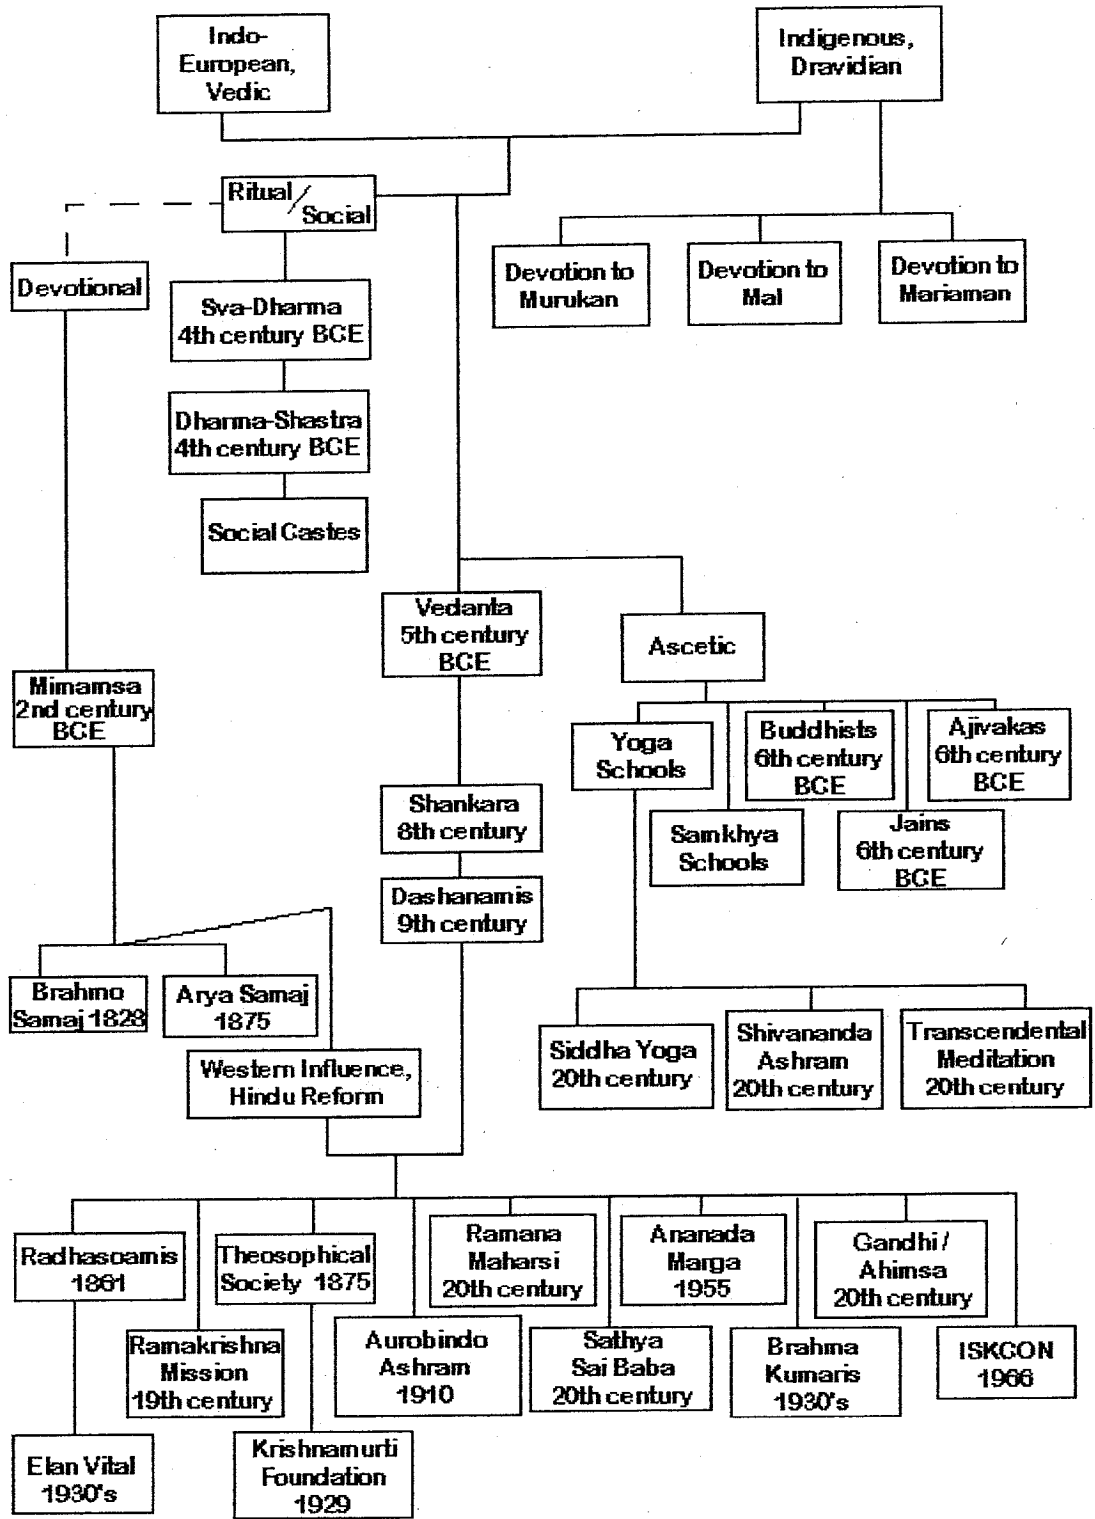 Indo-
European,
Vedic
Indigenous,
Dravidian
Ritual/
Social
Devotional
Devotion to
Murukan
Devotion to
Mal
Devotion to
Mariaman
Sva-Dharma
4th century BCE
Dharma-Shastra
4th century BCE
Social Castes
Vedanta
5th century
BCE
Ascetic
Mimamsa
2nd century
BCE
Yoga
Schools
Buddhists
6th century
BCE
Ajivakas
6th century
BCE
Samkhya
Schools
Jains
6th century
BCE
Shankara
8th century
Dashanamis
9th century
Brahmo
Samaj 1828
Arya Samaj
1875
Western Influence,
Hindu Reform
Siddha Yoga
20th century
Shivananda
Ashram
20th century
Transcendental
Meditation
20th century
Radhasoamis
1861
Theosophical
Society 1875
Ramana
Maharsi
20th century
Ananada
Marga
1955
Gandhi/
Ahimsa
20th century
Ramakrishna
Mission
19th century
Aurobindo
Ashram
1910
Sathya
Sai Baba
20th century
Brahma
Kumaris
1930's
ISKCON
1966
Elan Vital
1930's
Krishnamurti
Foundation
1929